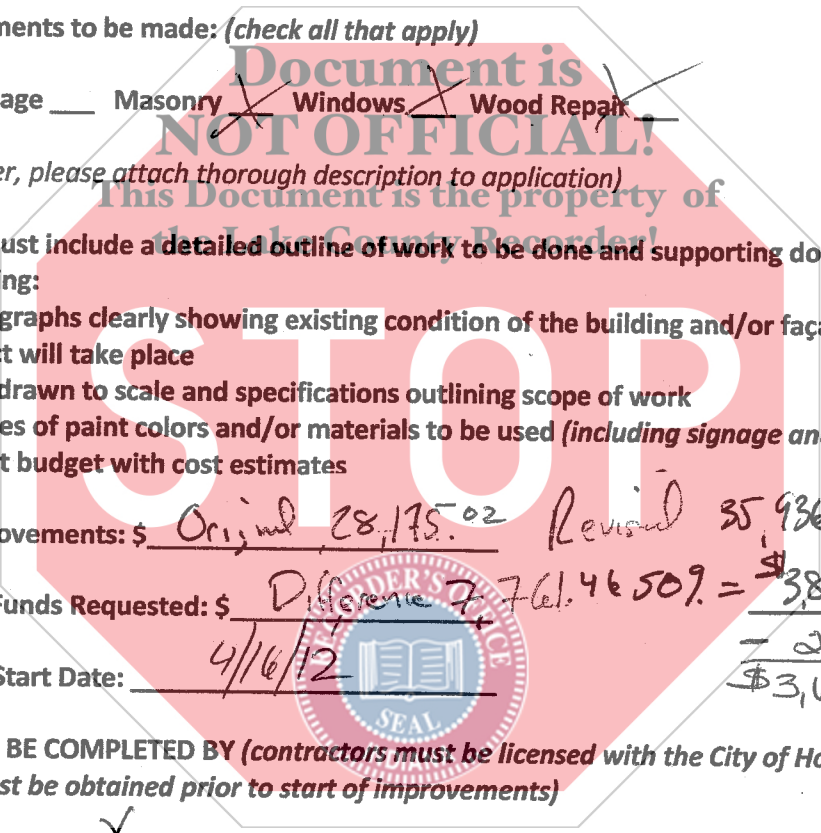 ments to be made: (check all that apply)
Document is
age ___ Masonry ___ Windows ___ Wood Repair ___
NOT OFFICIAL!
er, please attach thorough description to application)
This Document is the property of
the Lake County Recorder!
ust include a detailed outline of work to be done and supporting do
ing:
graphs clearly showing existing condition of the building and/or faça
t will take place
drawn to scale and specifications outlining scope of work
es of paint colors and/or materials to be used (including signage an
t budget with cost estimates
STOP
ovements: $ Original 28,175.02 Revised 35,936
Funds Requested: $ Difference 7,761.46 50% = $3,8
- 2
Start Date: 4/16/12 $3,
RECORDER'S
SEAL
BE COMPLETED BY (contractors must be licensed with the City of Ho
st be obtained prior to start of improvements)